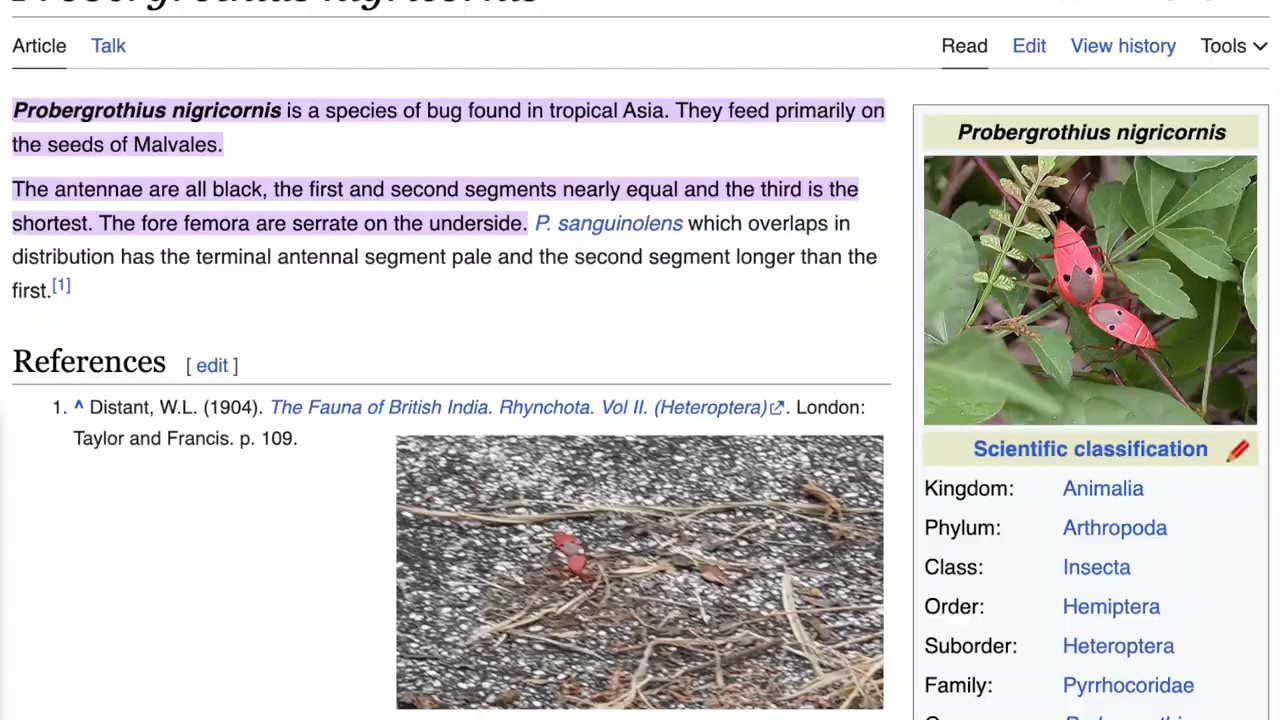 Article Talk Read Edit View history Tools
Probergrothius nigricornis is a species of bug found in tropical Asia. They feed primarily on
the seeds of Malvales.
The antennae are all black, the first and second segments nearly equal and the third is the
shortest. The fore femora are serrate on the underside. P. sanguinolens which overlaps in
distribution has the terminal antennal segment pale and the second segment longer than the
first.[1]
References [ edit ]
1. ^ Distant, W.L. (1904). The Fauna of British India. Rhynchota. Vol II. (Heteroptera). London:
Taylor and Francis. p. 109.
Probergrothius nigricornis
Scientific classification
Kingdom: Animalia
Phylum: Arthropoda
Class: Insecta
Order: Hemiptera
Suborder: Heteroptera
Family: Pyrrhocoridae